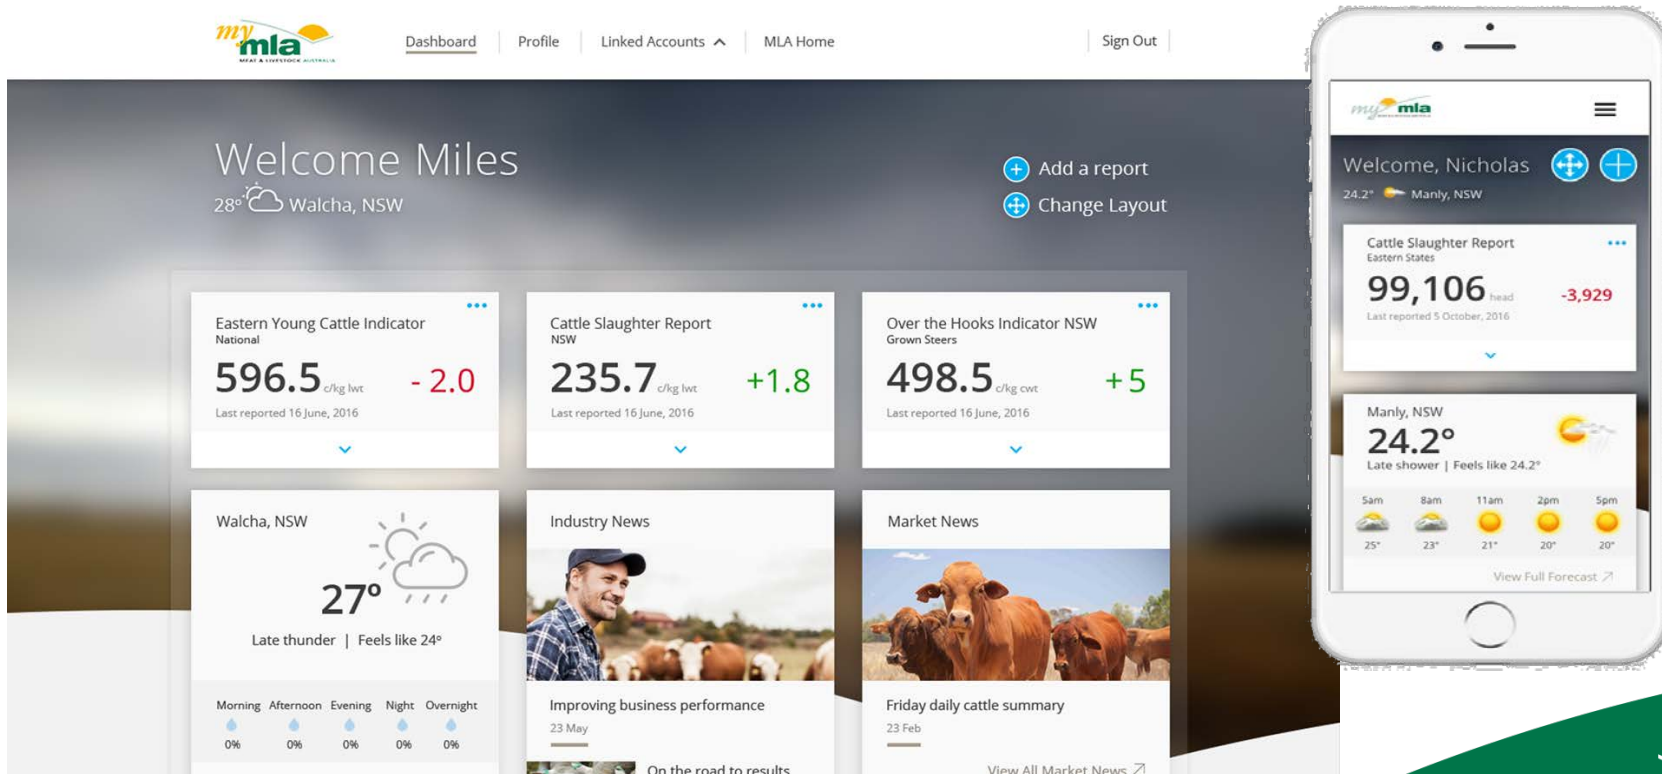 my mla
MEAT & LIVESTOCK AUSTRALIA
Dashboard
Profile
Linked Accounts
MLA Home
Sign Out
Welcome Miles
28° Walcha, NSW
Add a report
Change Layout
Eastern Young Cattle Indicator
National
596.5 c/kg lwt - 2.0
Last reported 16 June, 2016
Cattle Slaughter Report
NSW
235.7 c/kg lwt +1.8
Last reported 16 June, 2016
Over the Hooks Indicator NSW
Grown Steers
498.5 c/kg cwt +5
Last reported 16 June, 2016
Walcha, NSW
27°
Late thunder | Feels like 24°
Morning Afternoon Evening Night Overnight
0% 0% 0% 0% 0%
Industry News
Improving business performance
23 May
On the road to results
Market News
Friday daily cattle summary
23 Feb
View All Market News
my mla
Welcome, Nicholas
24.2° Manly, NSW
Cattle Slaughter Report
Eastern States
99,106 head -3,929
Last reported 5 October, 2016
Manly, NSW
24.2°
Late shower | Feels like 24.2°
5am 8am 11am 2pm 5pm
25° 23° 21° 20° 20°
View Full Forecast